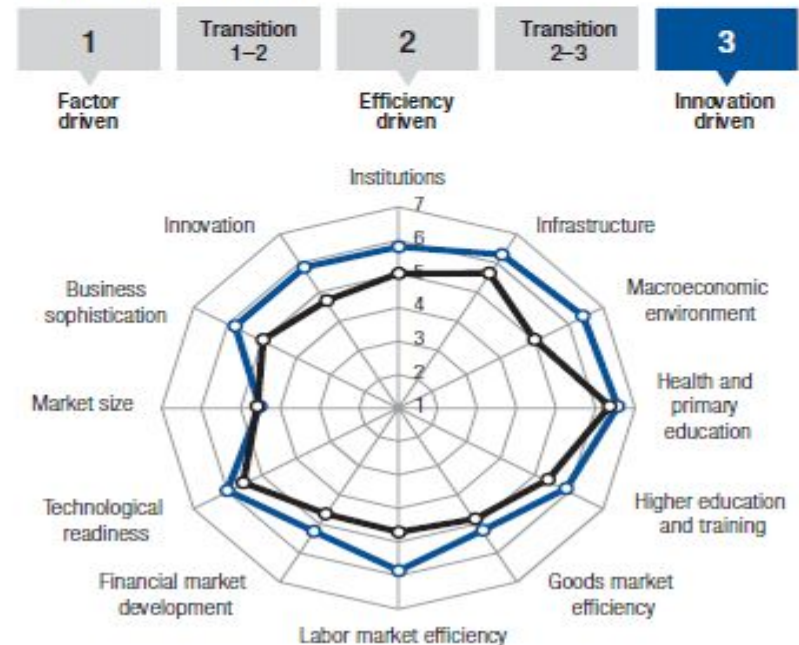 1
Transition
1–2
2
Transition
2–3
3
Factor
driven
Efficiency
driven
Innovation
driven
Institutions
Innovation
Infrastructure
Business
sophistication
Macroeconomic
environment
Market size
Health and
primary
education
Technological
readiness
Higher education
and training
Financial market
development
Goods market
efficiency
Labor market efficiency
7
6
5
4
3
2
1